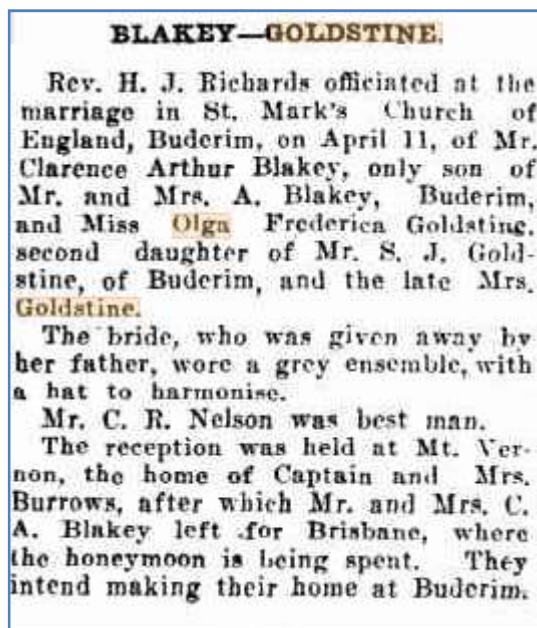 BLAKEY—GOLDSTINE.
Rev. H. J. Richards officiated at the
marriage in St. Mark's Church of
England, Buderim, on April 11, of Mr.
Clarence Arthur Blakey, only son of
Mr. and Mrs. A. Blakey, Buderim,
and Miss Olga Frederica Goldstine,
second daughter of Mr. S. J. Gold-
stine, of Buderim, and the late Mrs.
Goldstine.
The bride, who was given away by
her father, wore a grey ensemble, with
a hat to harmonise.
Mr. C. R. Nelson was best man.
The reception was held at Mt. Ver-
non, the home of Captain and Mrs.
Burrows, after which Mr. and Mrs. C.
A. Blakey left for Brisbane, where
the honeymoon is being spent. They
intend making their home at Buderim.